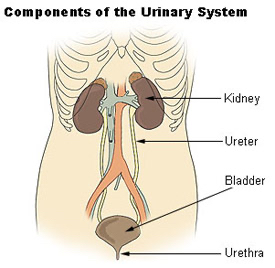 Components of the Urinary System
Kidney
Ureter
Bladder
Urethra